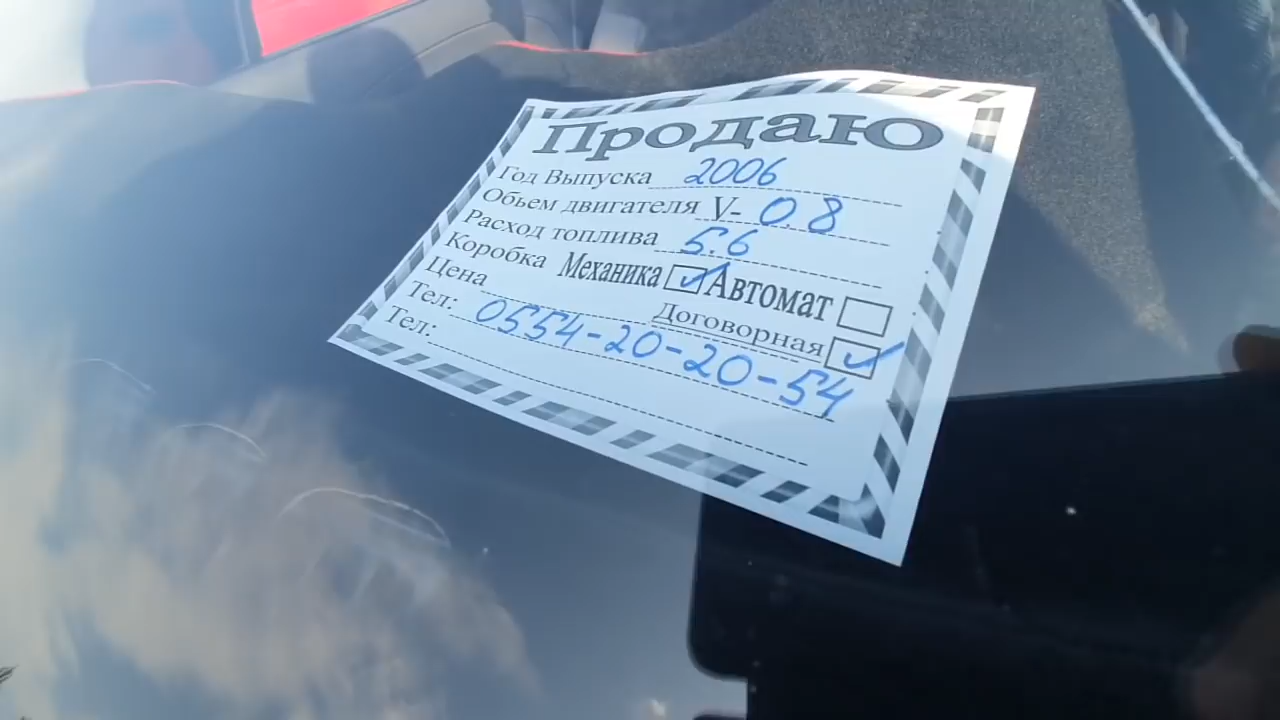 Продаю
Год Выпуска 2006
Обьем двигателя V- 0.8
Расход топлива 5.6
Коробка Механика ✓ Автомат
Цена Договорная ✓
Тел: 0554-20-20-54
Тел: